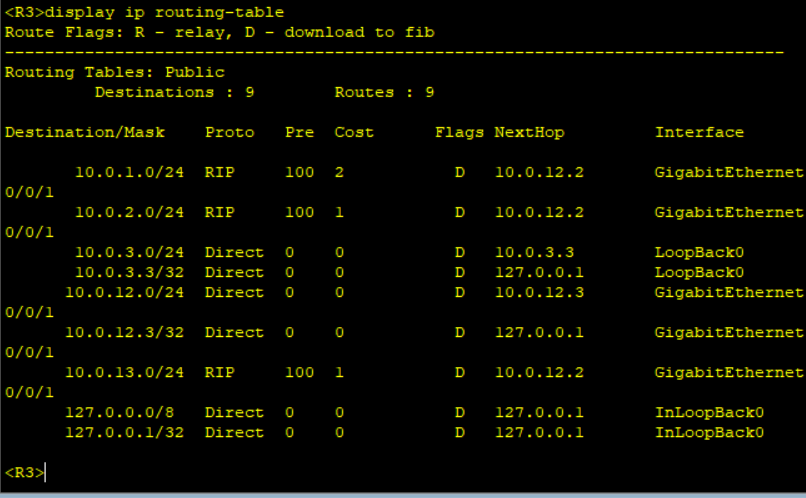 <R3>display ip routing-table
Route Flags: R - relay, D - download to fib
------------------------------------------------------------------------------
Routing Tables: Public
         Destinations : 9        Routes : 9

Destination/Mask    Proto   Pre  Cost      Flags NextHop         Interface

       10.0.1.0/24  RIP     100  2           D   10.0.12.2       GigabitEthernet
0/0/1
       10.0.2.0/24  RIP     100  1           D   10.0.12.2       GigabitEthernet
0/0/1
       10.0.3.0/24  Direct  0    0           D   10.0.3.3        LoopBack0
       10.0.3.3/32  Direct  0    0           D   127.0.0.1       LoopBack0
      10.0.12.0/24  Direct  0    0           D   10.0.12.3       GigabitEthernet
0/0/1
      10.0.12.3/32  Direct  0    0           D   127.0.0.1       GigabitEthernet
0/0/1
      10.0.13.0/24  RIP     100  1           D   10.0.12.2       GigabitEthernet
0/0/1
      127.0.0.0/8   Direct  0    0           D   127.0.0.1       InLoopBack0
      127.0.0.1/32  Direct  0    0           D   127.0.0.1       InLoopBack0

<R3>